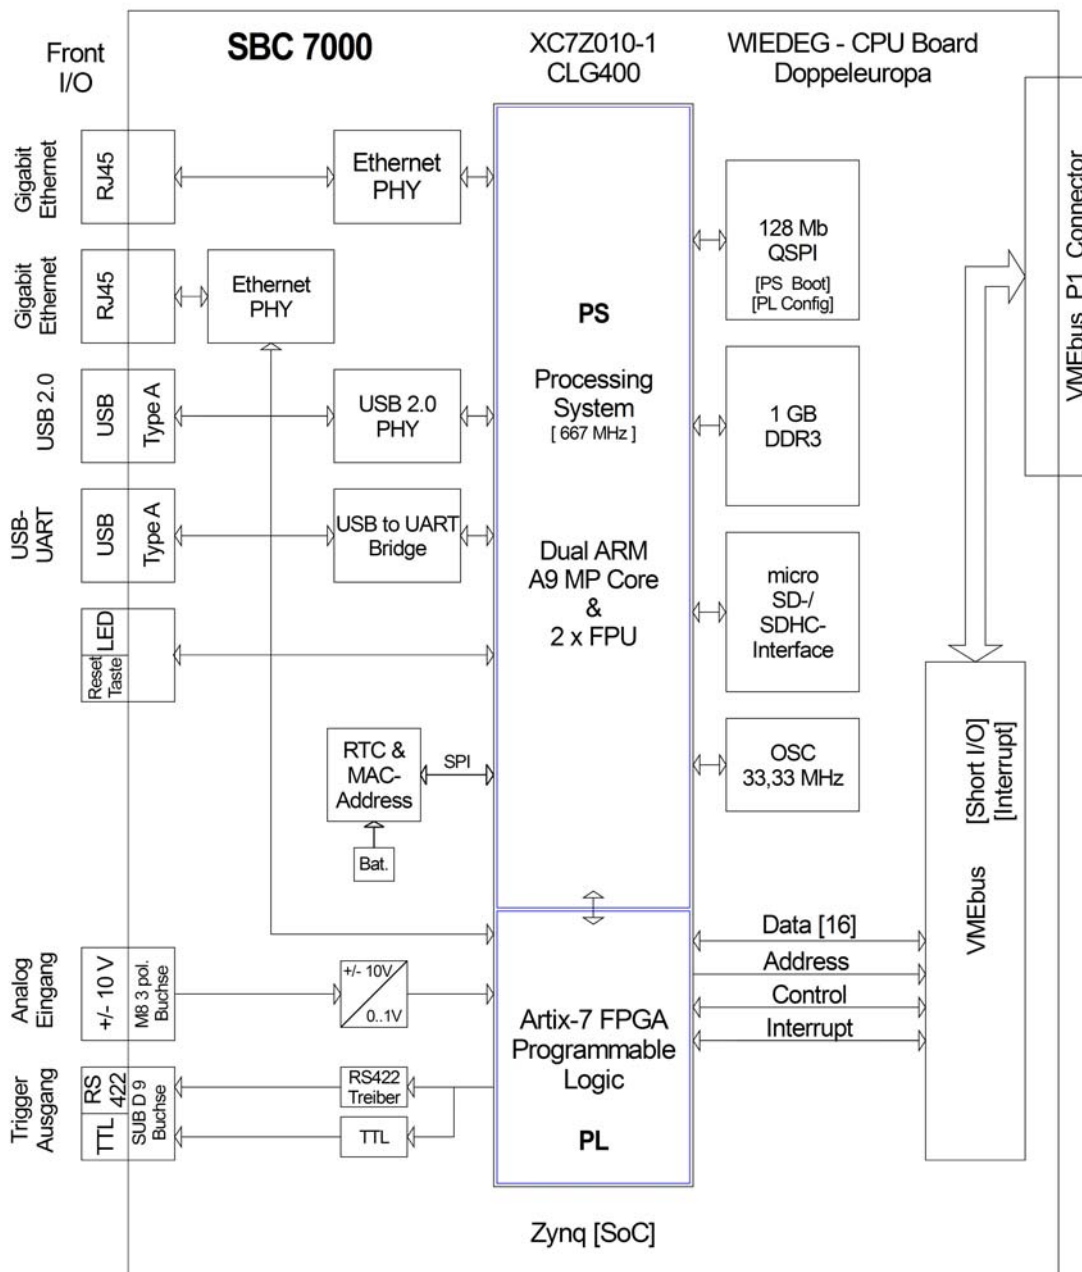 Front
I/O
SBC 7000
XC7Z010-1
CLG400
WIEDEG - CPU Board
Doppeleuropa
Gigabit
Ethernet
RJ45
Ethernet
PHY
Gigabit
Ethernet
RJ45
Ethernet
PHY
USB 2.0
USB
Type A
USB 2.0
PHY
USB-
UART
USB
Type A
USB to UART
Bridge
LED
Reset
Taste
RTC &
MAC-
Address
SPI
Bat.
Analog
Eingang
+/- 10 V
M8 3 pol.
Buchse
+/- 10V
0..1V
Trigger
Ausgang
RS
422
TTL
SUB D 9
Buchse
RS422
Treiber
TTL
PS
Processing
System
[ 667 MHz ]
Dual ARM
A9 MP Core
&
2 x FPU
Artix-7 FPGA
Programmable
Logic
PL
Zynq [SoC]
128 Mb
QSPI
[PS Boot]
[PL Config]
1 GB
DDR3
micro
SD-/
SDHC-
Interface
OSC
33,33 MHz
Data [16]
Address
Control
Interrupt
VMEbus
[Short I/O]
[Interrupt]
VMEbus P1 Connector